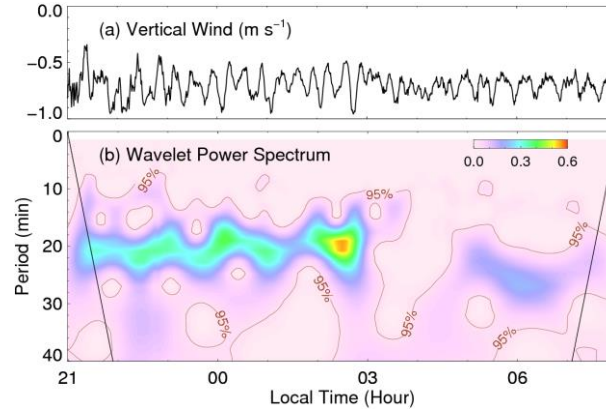 0.0
(a) Vertical Wind (m s⁻¹)
−0.5
−1.0
0
(b) Wavelet Power Spectrum
0.0 0.3 0.6
10
95%
95%
95%
20
Period (min)
30
95%
95%
95%
40
21 00 03 06
Local Time (Hour)